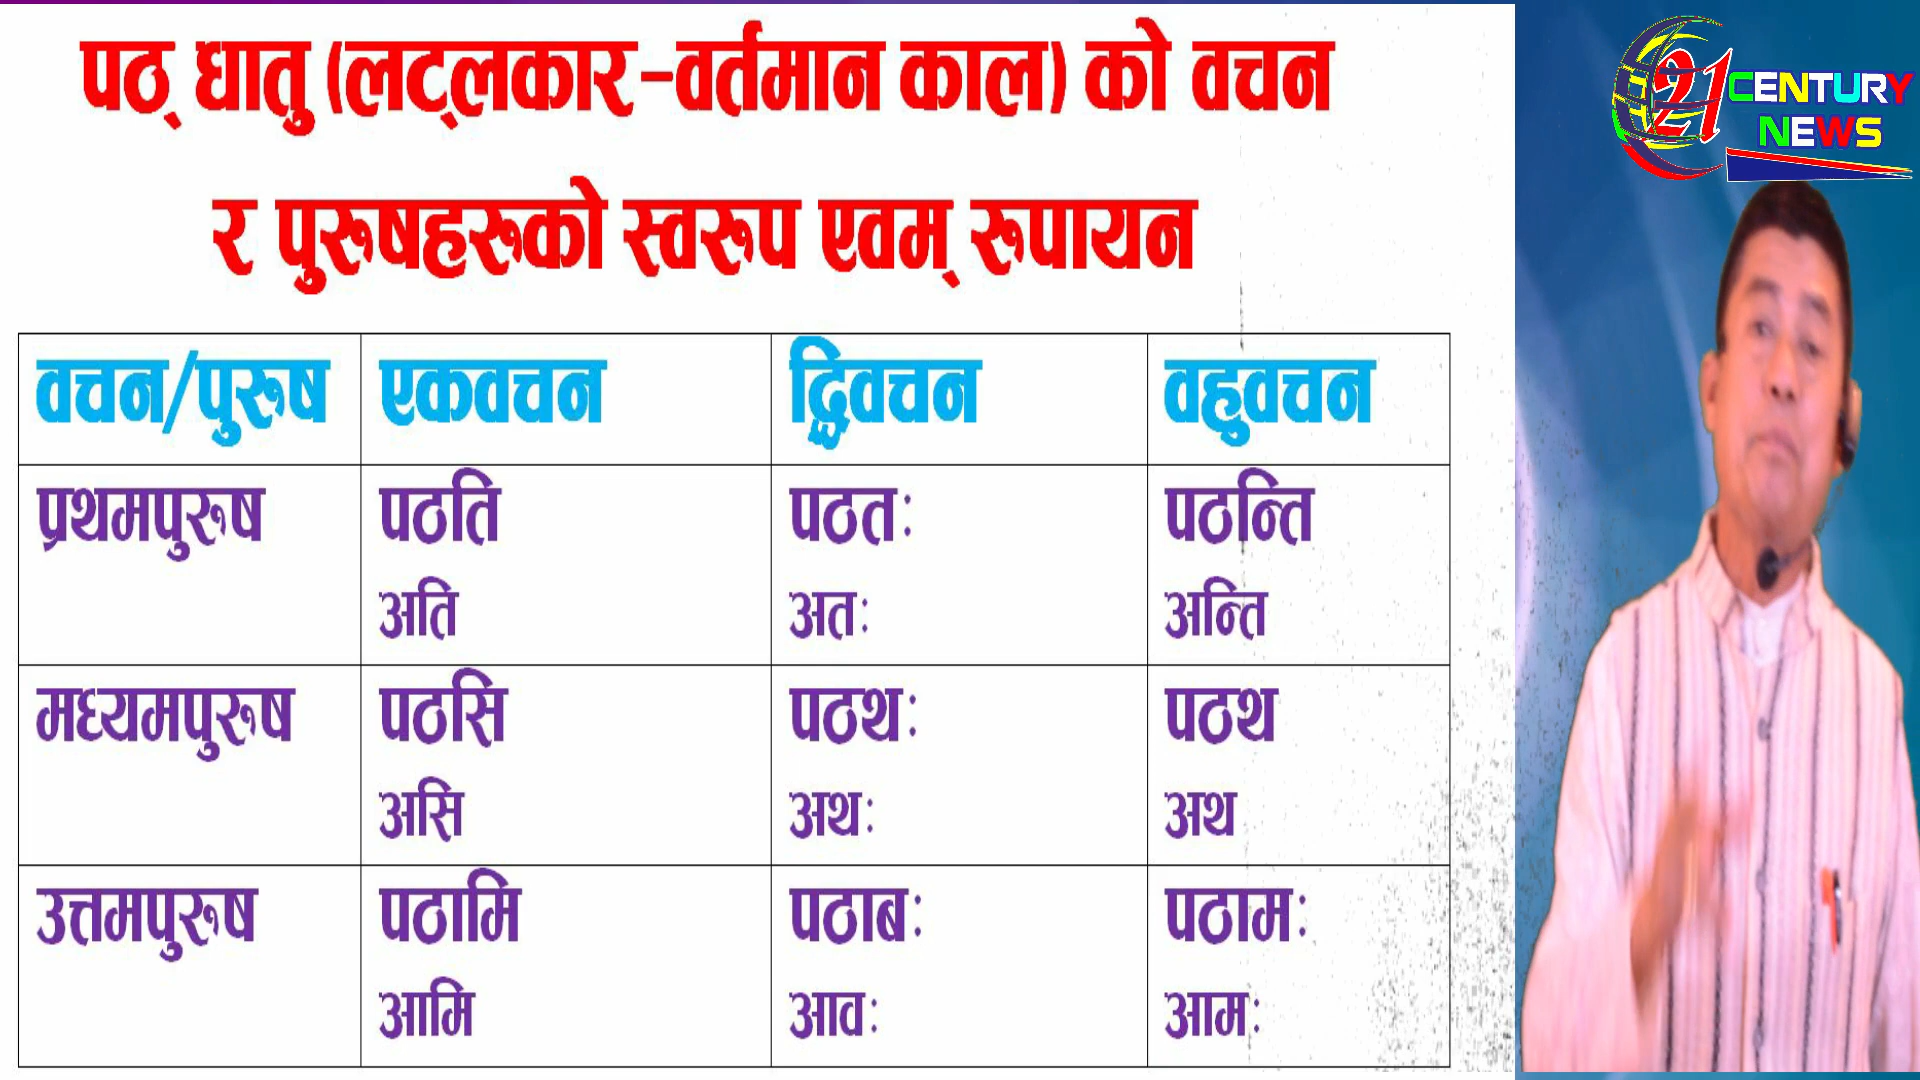 पठ् धातु (लट्लकार-वर्तमान काल) को वचन
र पुरुषहरुको स्वरुप एवम् रुपायन
वचन/पुरुष एकवचन द्विवचन वहुवचन
प्रथमपुरुष पठति पठतः पठन्ति
अति अतः अन्ति
मध्यमपुरुष पठसि पठथः पठथ
असि अथः अथ
उत्तमपुरुष पठामि पठाबः पठामः
आमि आवः आमः
21 CENTURY
NEWS